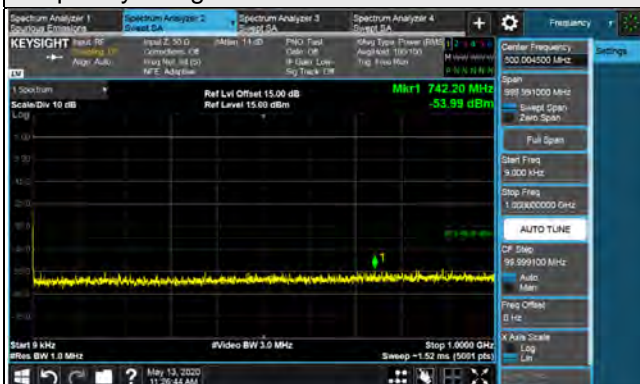 Spectrum Analyzer 1
Spurious Emissions
Spectrum Analyzer 2
Swept SA
Spectrum Analyzer 3
Swept SA
Spectrum Analyzer 4
Swept SA
Frequency
KEYSIGHT
Input: RF
Align: Auto
Input Z: 50 Ω
Corrections: Off
Freq Ref: Int (S)
NFE: Adaptive
#Atten: 14 dB
PNO: Fast
Gate: Off
IF Gain: Low
Sig Track: Off
#Avg Type: Power (RMS)
Avg|Hold: 100/100
Trig: Free Run
Center Frequency
500.004500 MHz
Settings
Span
999.991000 MHz
Swept Span
Zero Span
Full Span
Start Freq
9.000 kHz
Stop Freq
1.000000000 GHz
AUTO TUNE
CF Step
99.999100 MHz
Auto
Man
Freq Offset
0 Hz
X Axis Scale
Log
Lin
1 Spectrum
Scale/Div 10 dB
Log
Ref Lvl Offset 15.00 dB
Ref Level 15.00 dBm
Mkr1 742.20 MHz
-53.99 dBm
1
Start 9 kHz
#Res BW 1.0 MHz
#Video BW 3.0 MHz
Stop 1.0000 GHz
Sweep ~1.52 ms (5001 pts)
May 13, 2020
11:26:44 AM